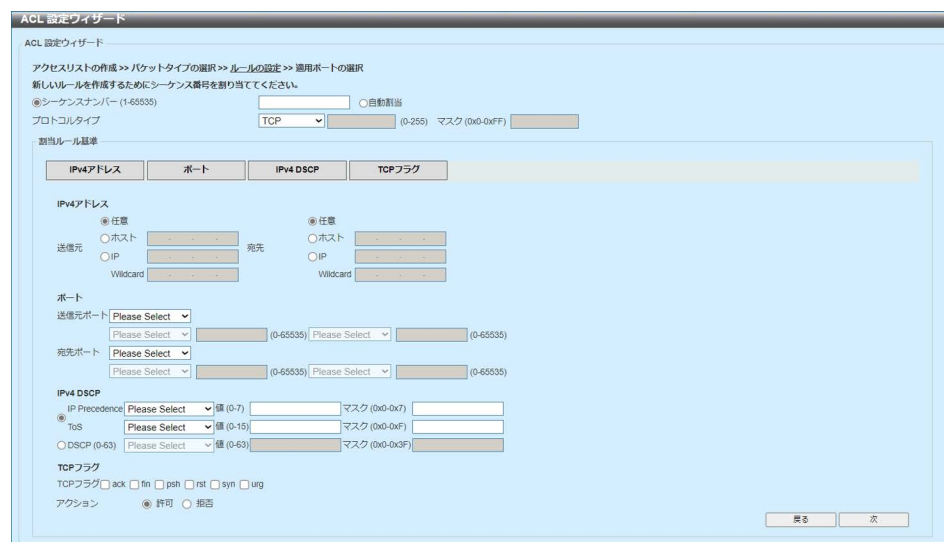 ACL 設定ウィザード
ACL 設定ウィザード
アクセスリストの作成 >> パケットタイプの選択 >> ルールの設定 >> 適用ポートの選択
新しいルールを作成するためにシーケンス番号を割り当ててください。
シーケンスナンバー (1-65535) 自動割当
プロトコルタイプ TCP (0-255) マスク (0x0-0xFF)
割当ルール基準
IPv4アドレス ポート IPv4 DSCP TCPフラグ
IPv4アドレス
任意 任意
送信元 ホスト 宛先 ホスト
IP IP
Wildcard Wildcard
ポート
送信元ポート Please Select
Please Select (0-65535) Please Select (0-65535)
宛先ポート Please Select
Please Select (0-65535) Please Select (0-65535)
IPv4 DSCP
IP Precedence Please Select 値 (0-7) マスク (0x0-0x7)
ToS Please Select 値 (0-15) マスク (0x0-0xF)
DSCP (0-63) Please Select 値 (0-63) マスク (0x0-0x3F)
TCPフラグ
TCPフラグ ack fin psh rst syn urg
アクション 許可 拒否
戻る 次